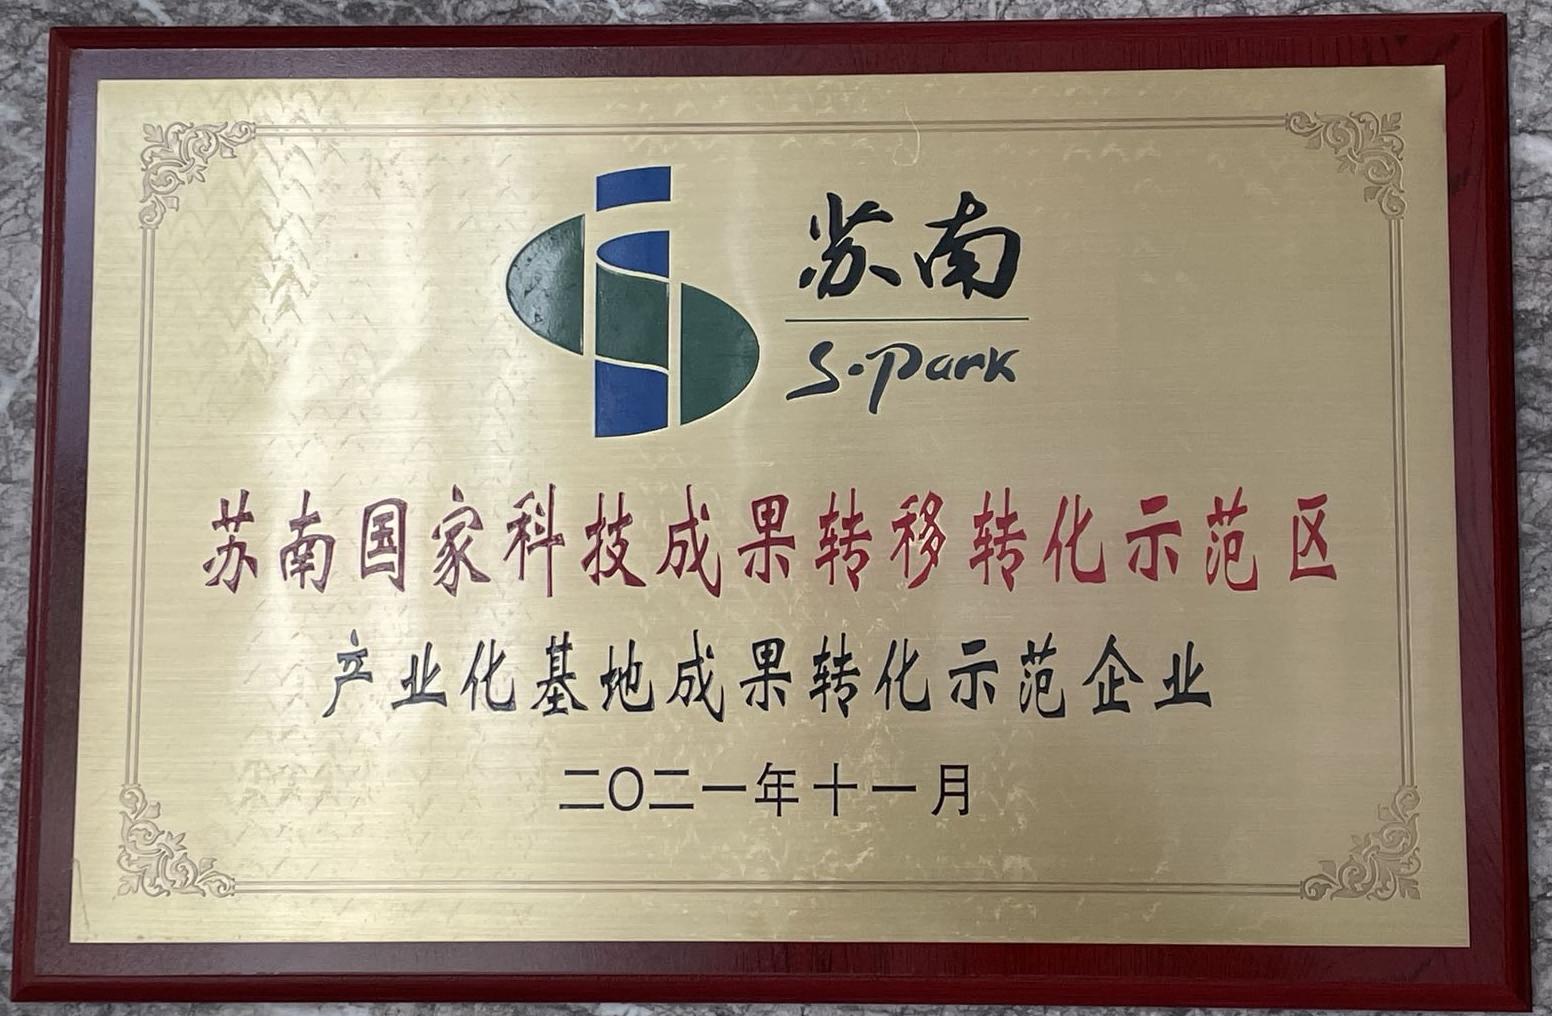 苏南
S·Park
苏南国家科技成果转移转化示范区
产业化基地成果转化示范企业
二〇二一年十一月